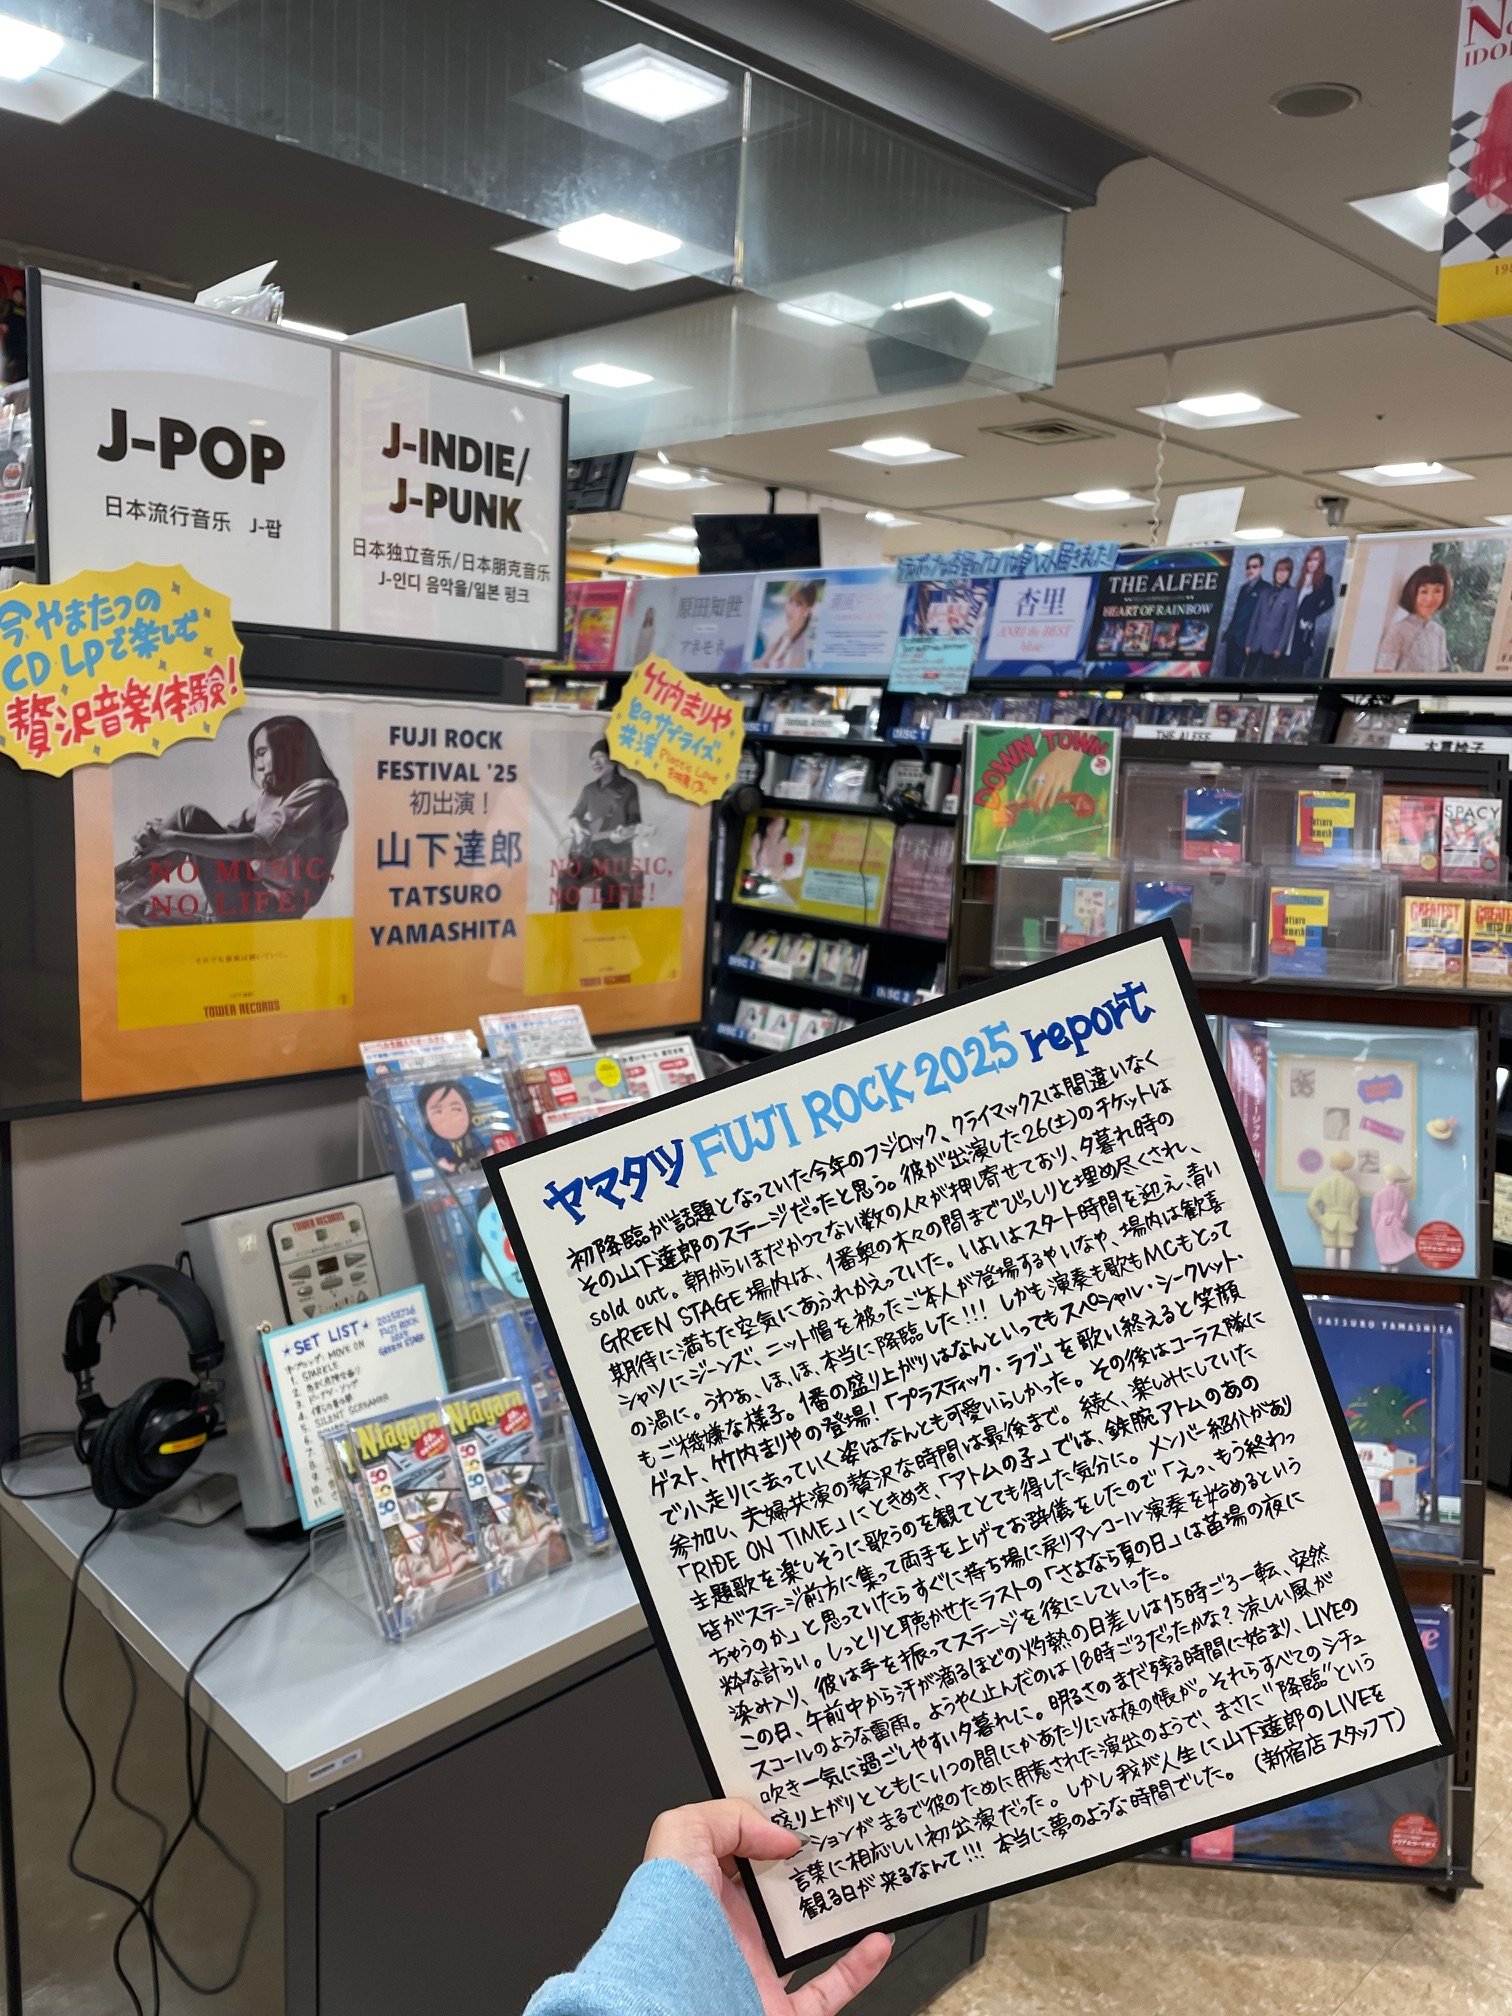 J-POP
日本流行音乐 J-팝
J-INDIE/
J-PUNK
日本独立音乐/日本朋克音乐
J-인디 음악을/일본 펑크
今やまたつの
CD LPで楽しむ
贅沢音楽体験!
FUJI ROCK
FESTIVAL '25
初出演!
山下達郎
TATSURO
YAMASHITA
NO MUSIC,
NO LIFE!
TOWER RECORDS
NO MUSIC,
NO LIFE!
TOWER RECORDS
竹内まりや
とのサプライズ
共演
Plastic Love
原田知世
杏里
ANRI the BEST
blue
THE ALFEE
HEART OF RAINBOW
THE ALFEE
DOWN TOWN
SPACY
GREATEST
TATSURO YAMASHITA
TOWER RECORDS
★SET LIST★
20250726
FUJI ROCK
2025
GREEN STAGE
MOVE ON
SPARKLE
SILENT SCREAMER
Niagara
Niagara
ヤマタツ FUJI ROCK 2025 report
初降臨が話題となっていた今年のフジロック、クライマックスは間違いなく
その山下達郎のステージだったと思う。彼が出演した26(土)のチケットは
sold out。朝からいまだかつてない数の人々が押し寄せており、夕暮れ時の
GREEN STAGE場内は、1番奥の木々の間までびっしりと埋め尽くされ、
期待に満ちた空気にあふれかえっていた。いよいよスタート時間を迎え、青い
シャツにジーンズ、ニット帽を被ったご本人が登場するやいなや、場内は歓喜
の渦に。うわぁ、ほ、ほ、本当に降臨した!!! しかも演奏も歌もMCもとって
もご機嫌な様子。1番の盛り上がりはなんといってもスペシャル・シークレット・
ゲスト、竹内まりやの登場!「プラスティック・ラブ」を歌い終えると笑顔
で小走りに去っていく姿はなんとも可愛いらしかった。その後はコーラス隊に
参加し、夫婦共演の贅沢な時間は最後まで。続く、楽しみにしていた
「RIDE ON TIME」にときめき、「アトムの子」では、鉄腕アトムのあの
主題歌を楽しそうに歌うのを観てとても得した気分に。メンバー紹介があり
皆がステージ前方に集って両手を上げてお辞儀をしたので「えっ、もう終わっ
ちゃうのか」と思っていたらすぐに持ち場に戻りアンコール演奏を始めるという
粋な計らい。しっとりと聴かせたラストの「さよなら夏の日」は苗場の夜に
染み入り、彼は手を振ってステージを後にしていった。
この日、午前中から汗が滴るほどの灼熱の日差しは15時ごろ一転、突然
スコールのような雷雨。ようやく止んだのは18時ごろだったかな? 涼しい風が
吹き一気に過ごしやすい夕暮れに。明るさのまだ残る時間に始まり、LIVEの
盛り上がりとともにいつの間にかあたりには夜の帳が。それらすべてのシチュ
ーションがまるで彼のために用意された演出のようで、まさに"降臨"という
言葉に相応しい初出演だった。しかし我が人生に山下達郎のLIVEを
観る日が来るなんて!!! 本当に夢のような時間でした。(新宿店スタッフT)